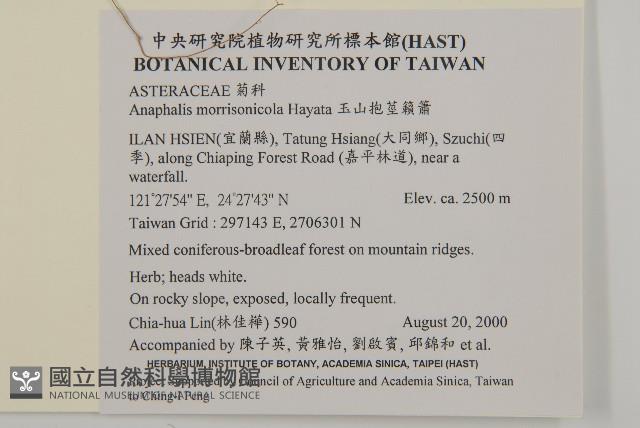 中央研究院植物研究所標本館(HAST)
BOTANICAL INVENTORY OF TAIWAN
ASTERACEAE 菊科
Anaphalis morrisonicola Hayata 玉山抱莖籟簫
ILAN HSIEN(宜蘭縣), Tatung Hsiang(大同鄉), Szuchi(四
季), along Chiaping Forest Road (嘉平林道), near a
waterfall.
121°27'54" E, 24°27'43" N Elev. ca. 2500 m
Taiwan Grid : 297143 E, 2706301 N
Mixed coniferous-broadleaf forest on mountain ridges.
Herb; heads white.
On rocky slope, exposed, locally frequent.
Chia-hua Lin(林佳樺) 590 August 20, 2000
Accompanied by 陳子英, 黃雅怡, 劉啟賓, 邱錦和 et al.
HERBARIUM, INSTITUTE OF BOTANY, ACADEMIA SINICA, TAIPEI (HAST)
Project supported by Council of Agriculture and Academia Sinica, Taiwan
to Ching-I Peng
國立自然科學博物館
NATIONAL MUSEUM OF NATURAL SCIENCE